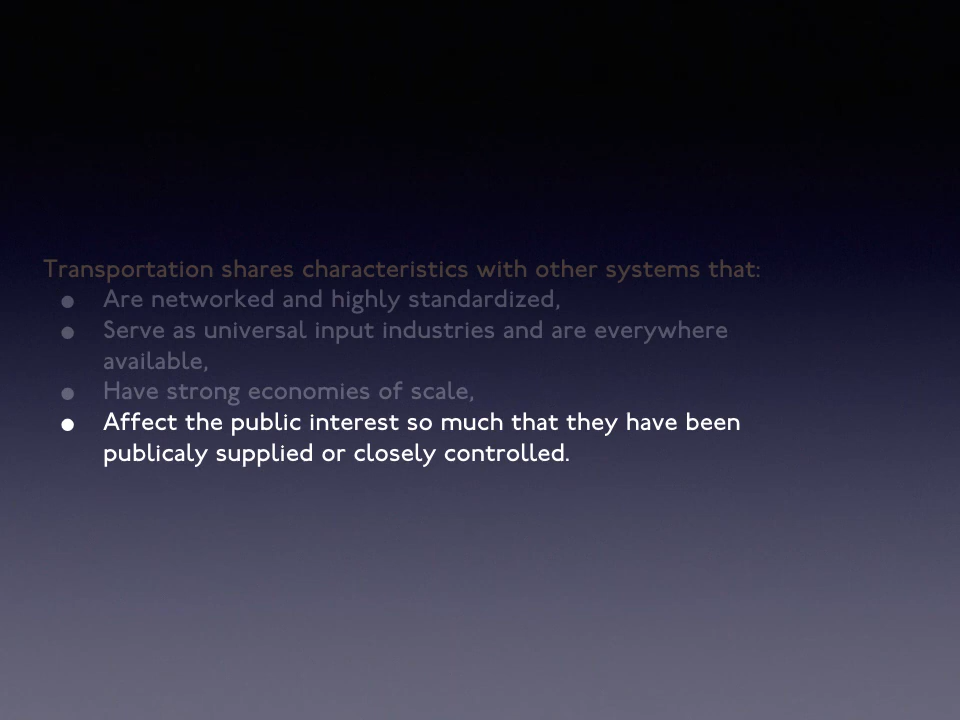 Transportation shares characteristics with other systems that:
● Are networked and highly standardized,
● Serve as universal input industries and are everywhere
available,
● Have strong economies of scale,
● Affect the public interest so much that they have been
publicaly supplied or closely controlled.